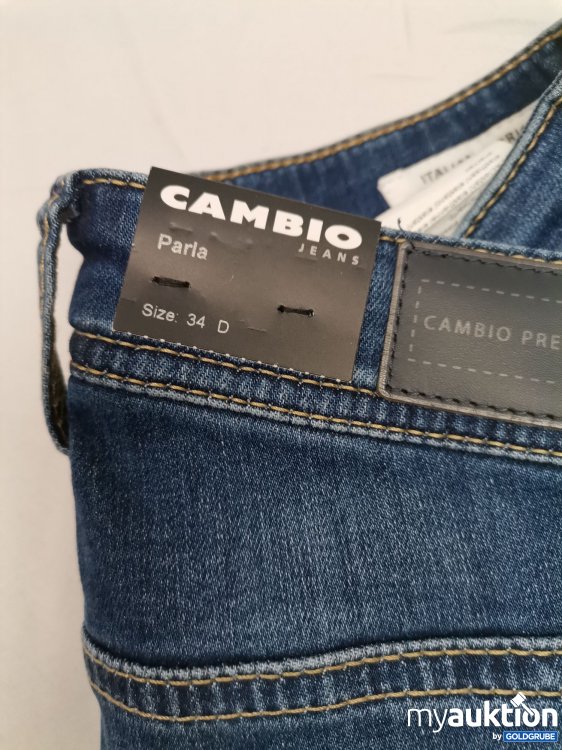 CAMBIO
JEANS
Parla
Size: 34 D
CAMBIO PRE
myauktion
by GOLDGRUBE